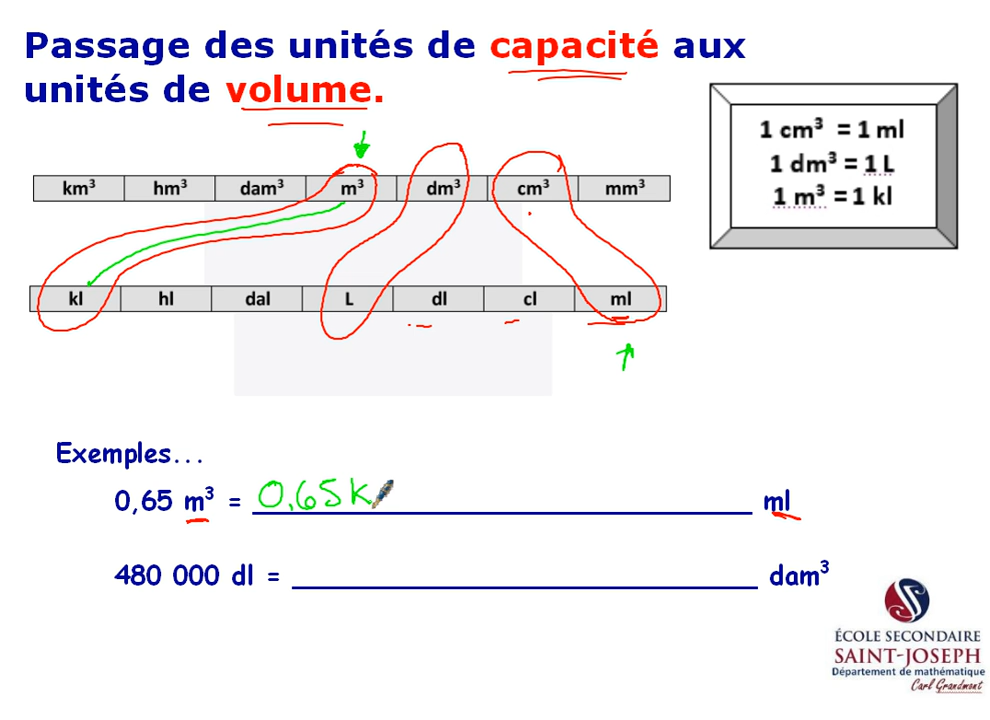 Passage des unités de capacité aux
unités de volume.
1 cm³ = 1 ml
1 dm³ = 1 L
1 m³ = 1 kl
km³ hm³ dam³ m³ dm³ cm³ mm³
kl hl dal L dl cl ml
Exemples...
0,65 m³ = 0,65 k ml
480 000 dl = dam³
ÉCOLE SECONDAIRE
SAINT-JOSEPH
Département de mathématique
Carl Grandmont